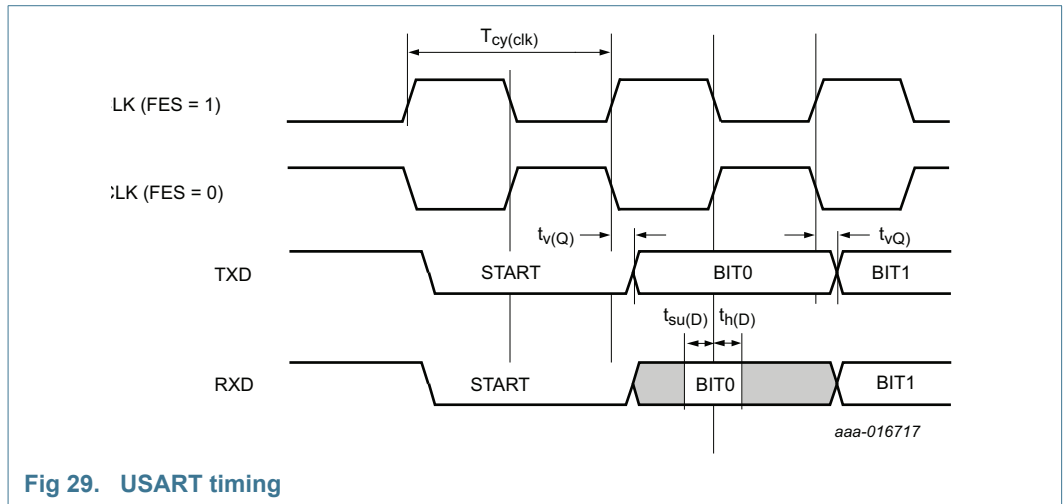 Tcy(clk)
.LK (FES = 1)
:LK (FES = 0)
tv(Q)
tvQ)
TXD
START
BIT0
BIT1
tsu(D)
th(D)
RXD
START
BIT0
BIT1
aaa-016717
Fig 29. USART timing